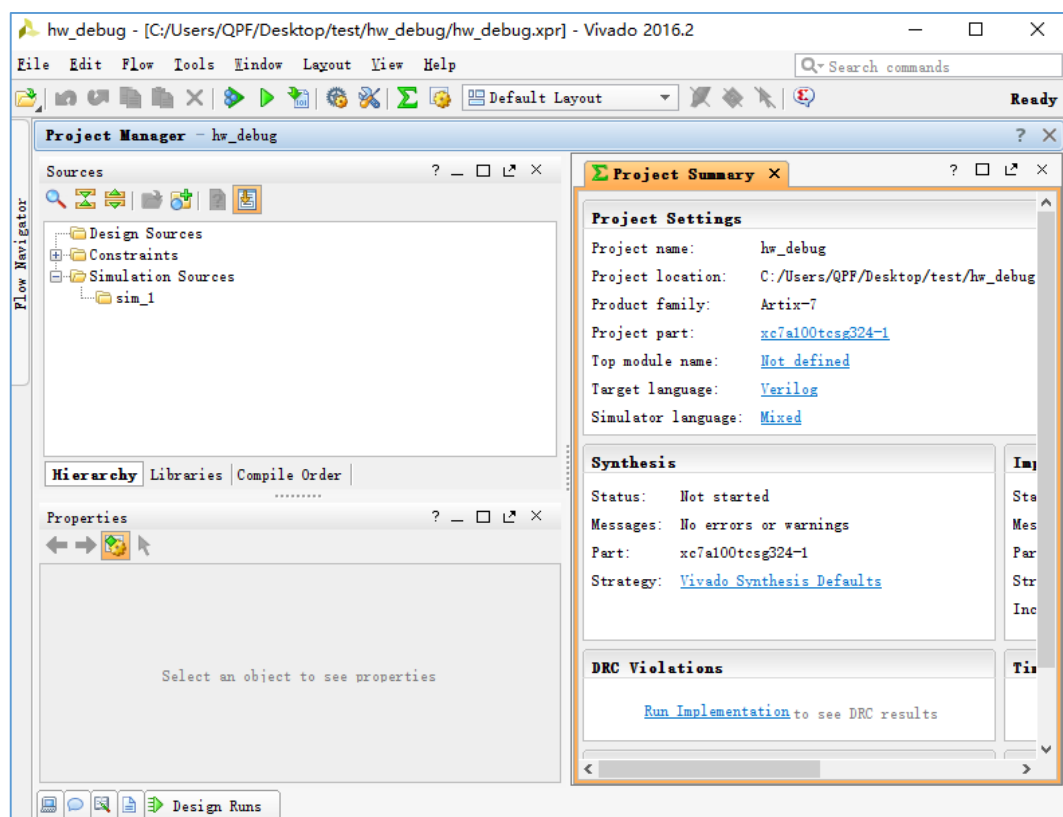 hw_debug - [C:/Users/QPF/Desktop/test/hw_debug/hw_debug.xpr] - Vivado 2016.2
File Edit Flow Tools Window Layout View Help
Search commands
Default Layout
Ready
Project Manager - hw_debug
Flow Navigator
Sources
Design Sources
Constraints
Simulation Sources
sim_1
Hierarchy Libraries Compile Order
Properties
Select an object to see properties
Project Summary
Project Settings
Project name: hw_debug
Project location: C:/Users/QPF/Desktop/test/hw_debug
Product family: Artix-7
Project part: xc7a100tcsg324-1
Top module name: Not defined
Target language: Verilog
Simulator language: Mixed
Synthesis
Status: Not started
Messages: No errors or warnings
Part: xc7a100tcsg324-1
Strategy: Vivado Synthesis Defaults
Sta
Mes
Par
Str
Inc
DRC Violations
Run Implementation to see DRC results
Design Runs